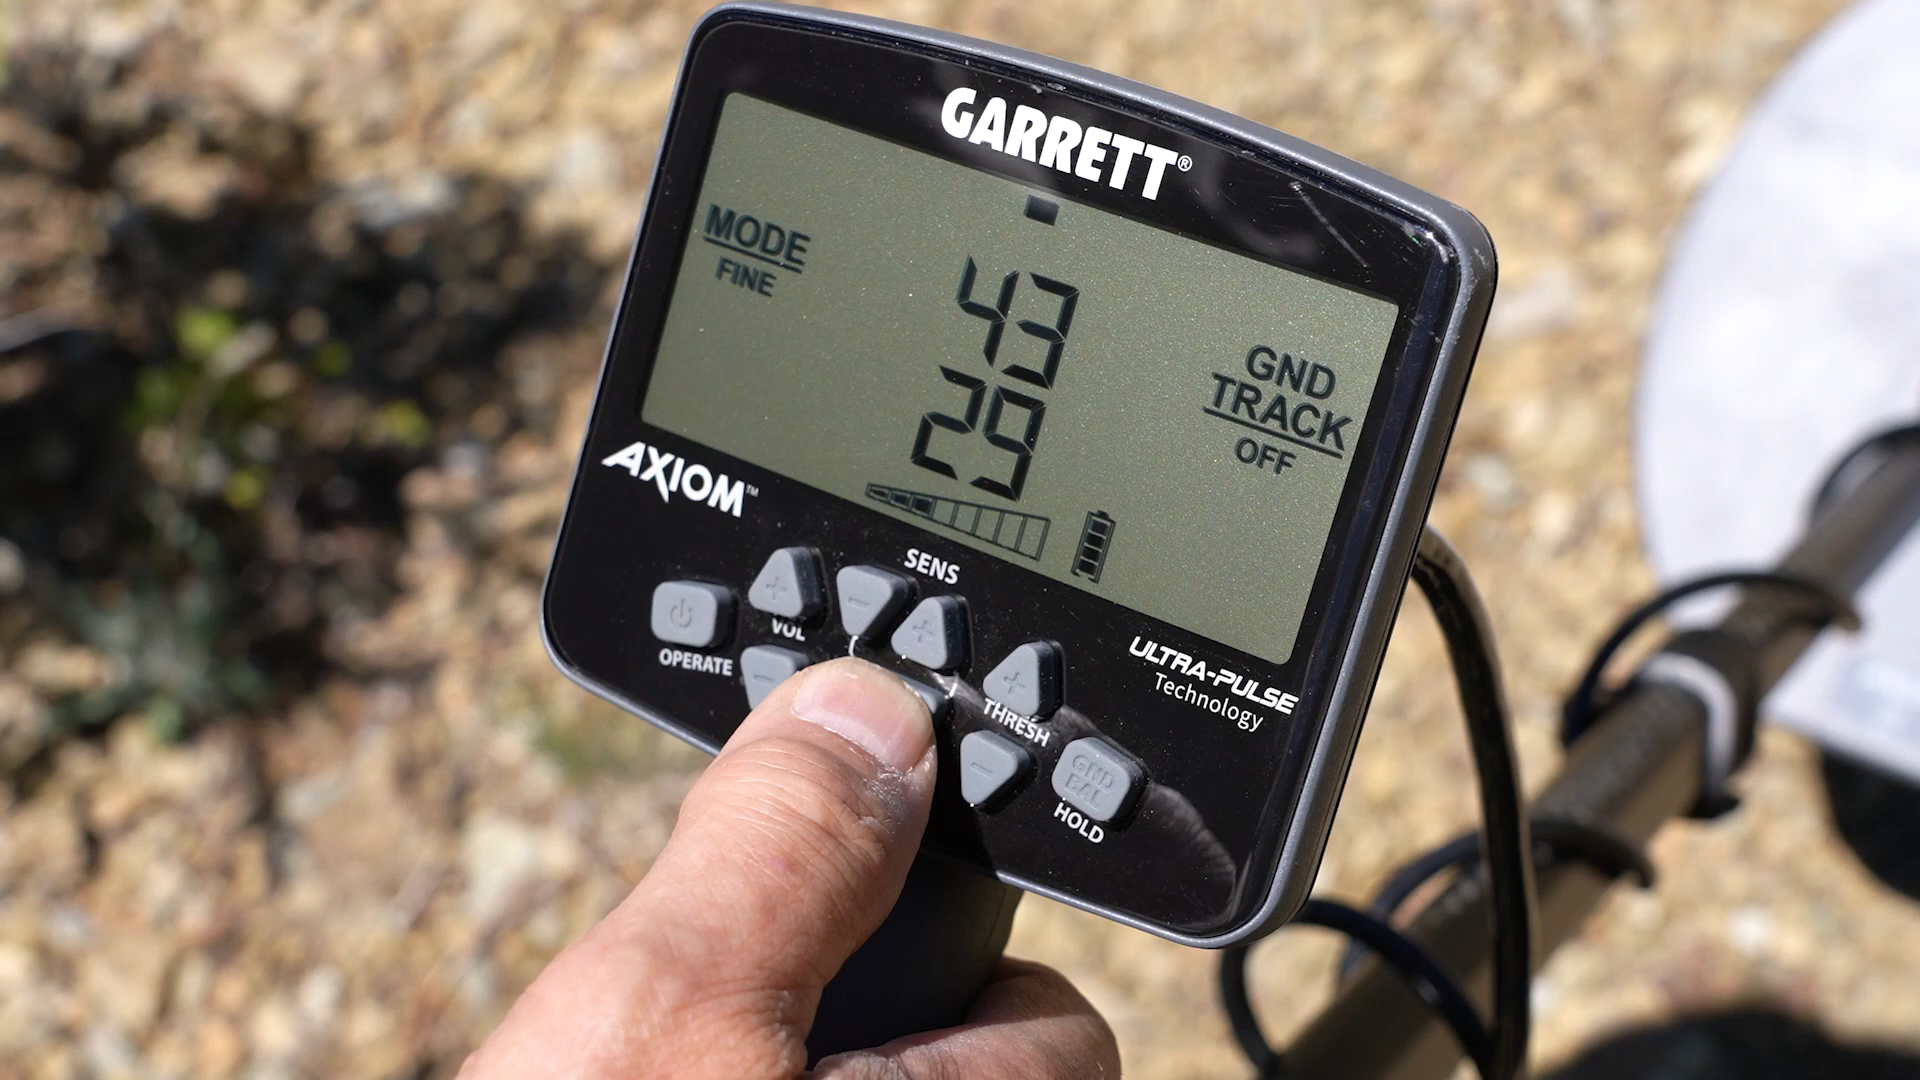 GARRETT®
MODE
FINE
43
29
GND
TRACK
OFF
AXIOM™
SENS
VOL
OPERATE
THRESH
GND
BAL
HOLD
ULTRA-PULSE
Technology